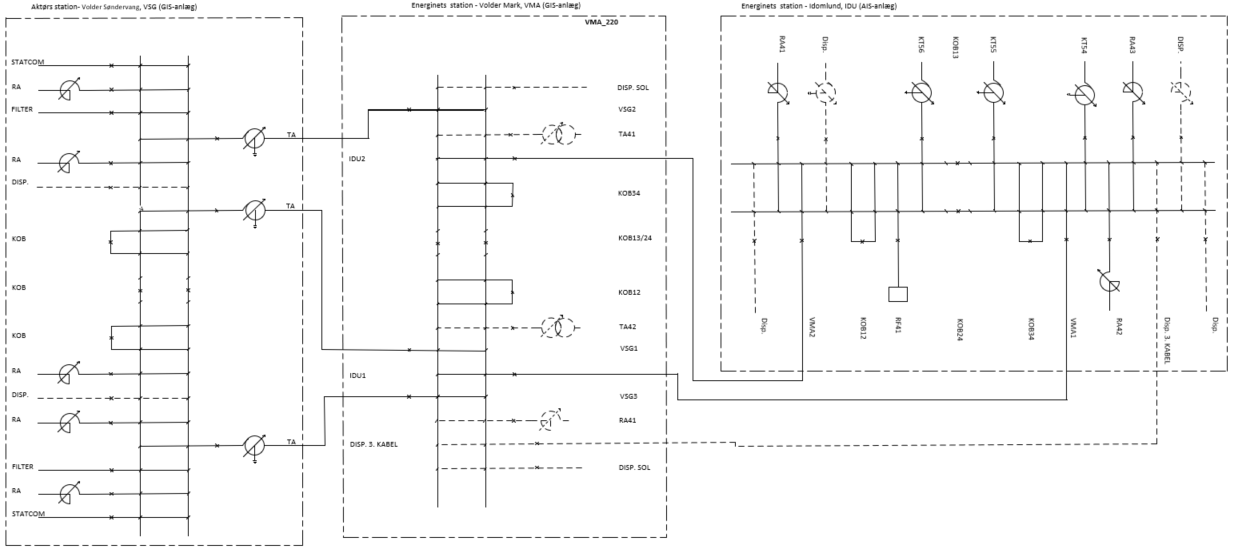 Aktørs station- Volder Søndervang, VSG (GIS-anlæg)
STATCOM
RA
FILTER
RA
DISP.
KOB
KOB
KOB
RA
DISP.
RA
FILTER
RA
STATCOM
TA
TA
TA
Energinets station - Volder Mark, VMA (GIS-anlæg)
VMA_220
DISP. SOL
VSG2
TA41
IDU2
KOB34
KOB13/24
KOB12
TA42
VSG1
IDU1
VSG3
RA41
DISP. 3. KABEL
DISP. SOL
Energinets station - Idomlund, IDU (AIS-anlæg)
RA41
Disp.
KT56
KOB13
KT55
KT54
RA43
DISP.
Disp.
VMA2
KOB12
RF41
KOB24
KOB34
VMA1
RA42
Disp. 3. KABEL
Disp.